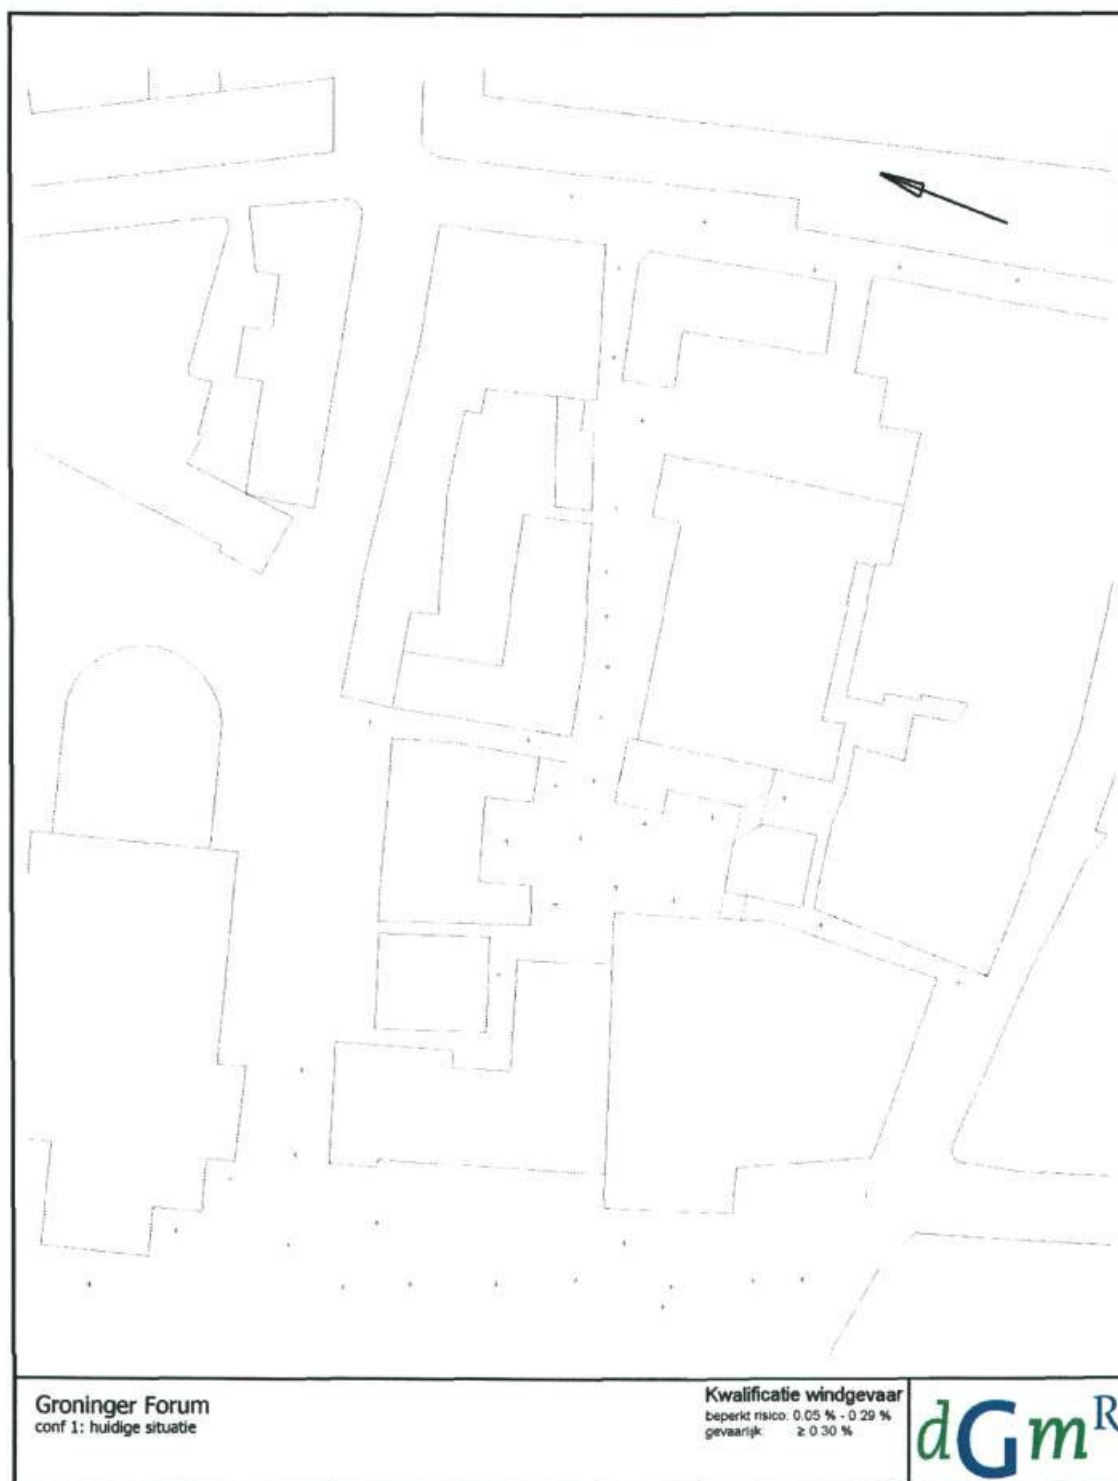 Groninger Forum
conf 1: huidige situatie
Kwalificatie windgevaar
beperkt risico: 0.05 % - 0.29 %
gevaarlijk: ≥ 0.30 %
dGmR